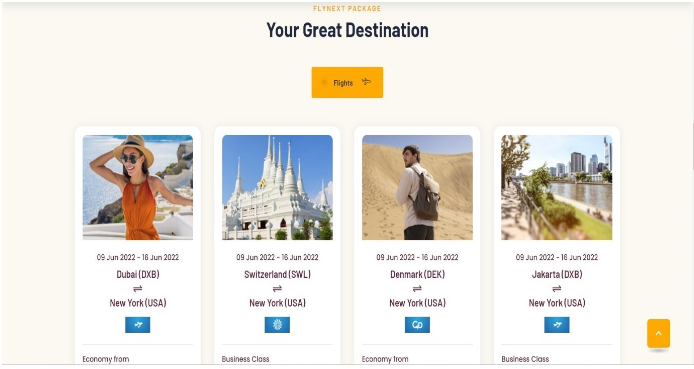 FLYNEXT PACKAGE
Your Great Destination
Flights
09 Jun 2022 - 16 Jun 2022
Dubai (DXB)
New York (USA)
Economy from
09 Jun 2022 - 16 Jun 2022
Switzerland (SWL)
New York (USA)
Business Class
09 Jun 2022 - 16 Jun 2022
Denmark (DEK)
New York (USA)
Economy from
09 Jun 2022 - 16 Jun 2022
Jakarta (DXB)
New York (USA)
Business Class